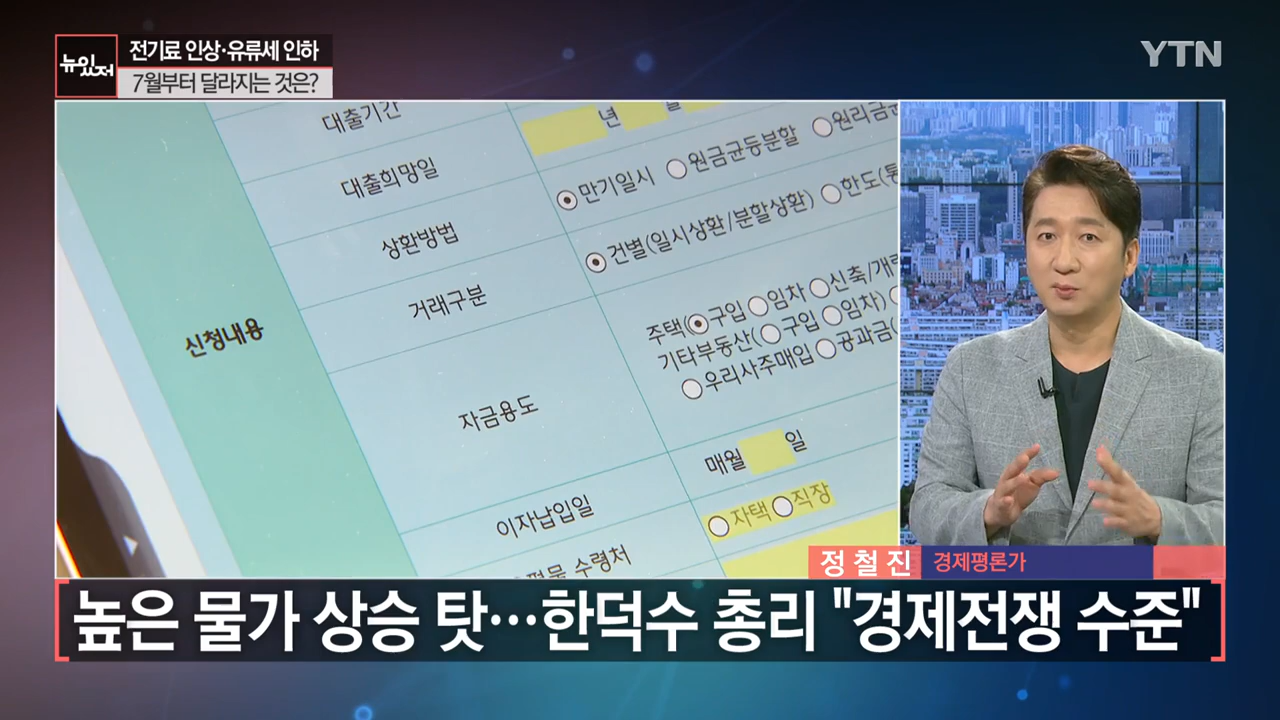 뉴있저
전기료 인상·유류세 인하
7월부터 달라지는 것은?
YTN
대출기간
년
대출희망일
만기일시 원금균등분할
상환방법
건별(일시상환/분할상환) 한도(통
거래구분
주택( 구입 임차 신축/개
기타부동산( 구입 임차)
우리사주매입 공과금(
신청내용
자금용도
매월 일
이자납입일
자택 직장
수령처
정철진 경제평론가
높은 물가 상승 탓…한덕수 총리 "경제전쟁 수준"